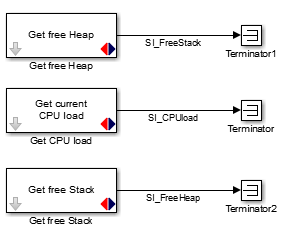 Get free Heap
SI_FreeStack
Get free Heap
Terminator1
Get current
CPU load
SI_CPUload
Get CPU load
Terminator
Get free Stack
SI_FreeHeap
Get free Stack
Terminator2